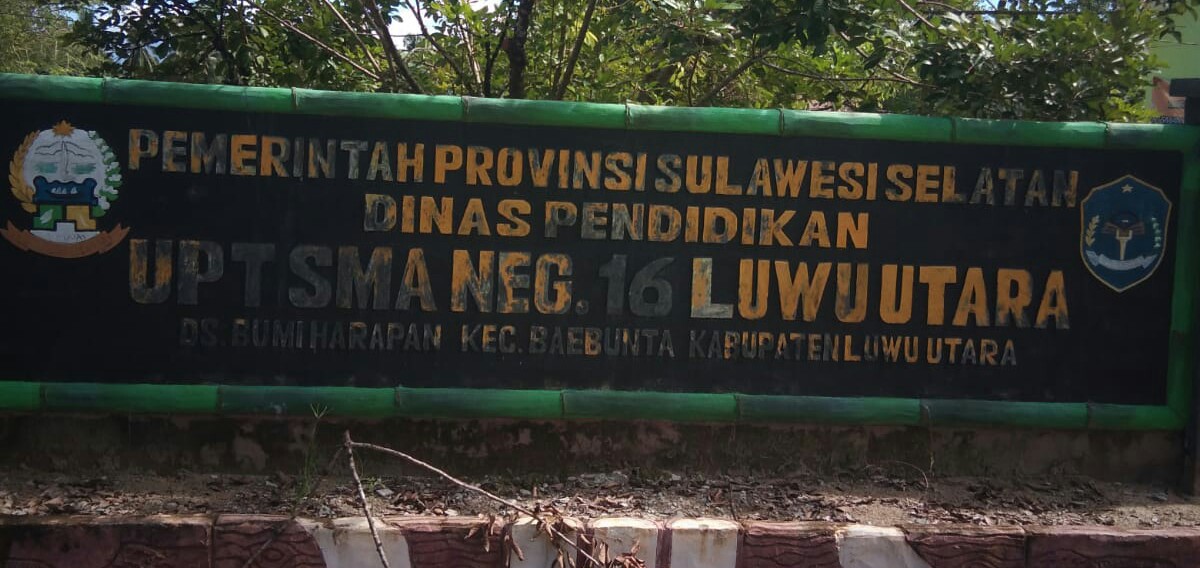 PEMERINTAH PROVINSI SULAWESI SELATAN
DINAS PENDIDIKAN
UPT SMA NEG. 16 LUWU UTARA
DS. BUMI HARAPAN KEC. BAEBUNTA KABUPATEN LUWU UTARA